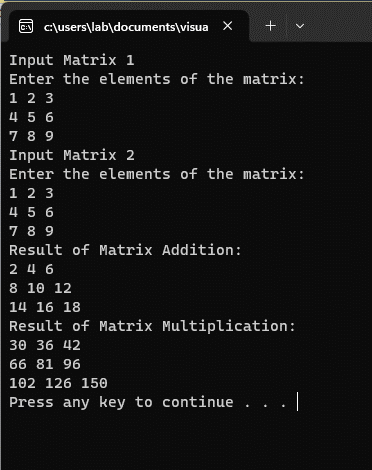 c:\users\lab\documents\visua
Input Matrix 1
Enter the elements of the matrix:
1 2 3
4 5 6
7 8 9
Input Matrix 2
Enter the elements of the matrix:
1 2 3
4 5 6
7 8 9
Result of Matrix Addition:
2 4 6
8 10 12
14 16 18
Result of Matrix Multiplication:
30 36 42
66 81 96
102 126 150
Press any key to continue . . .